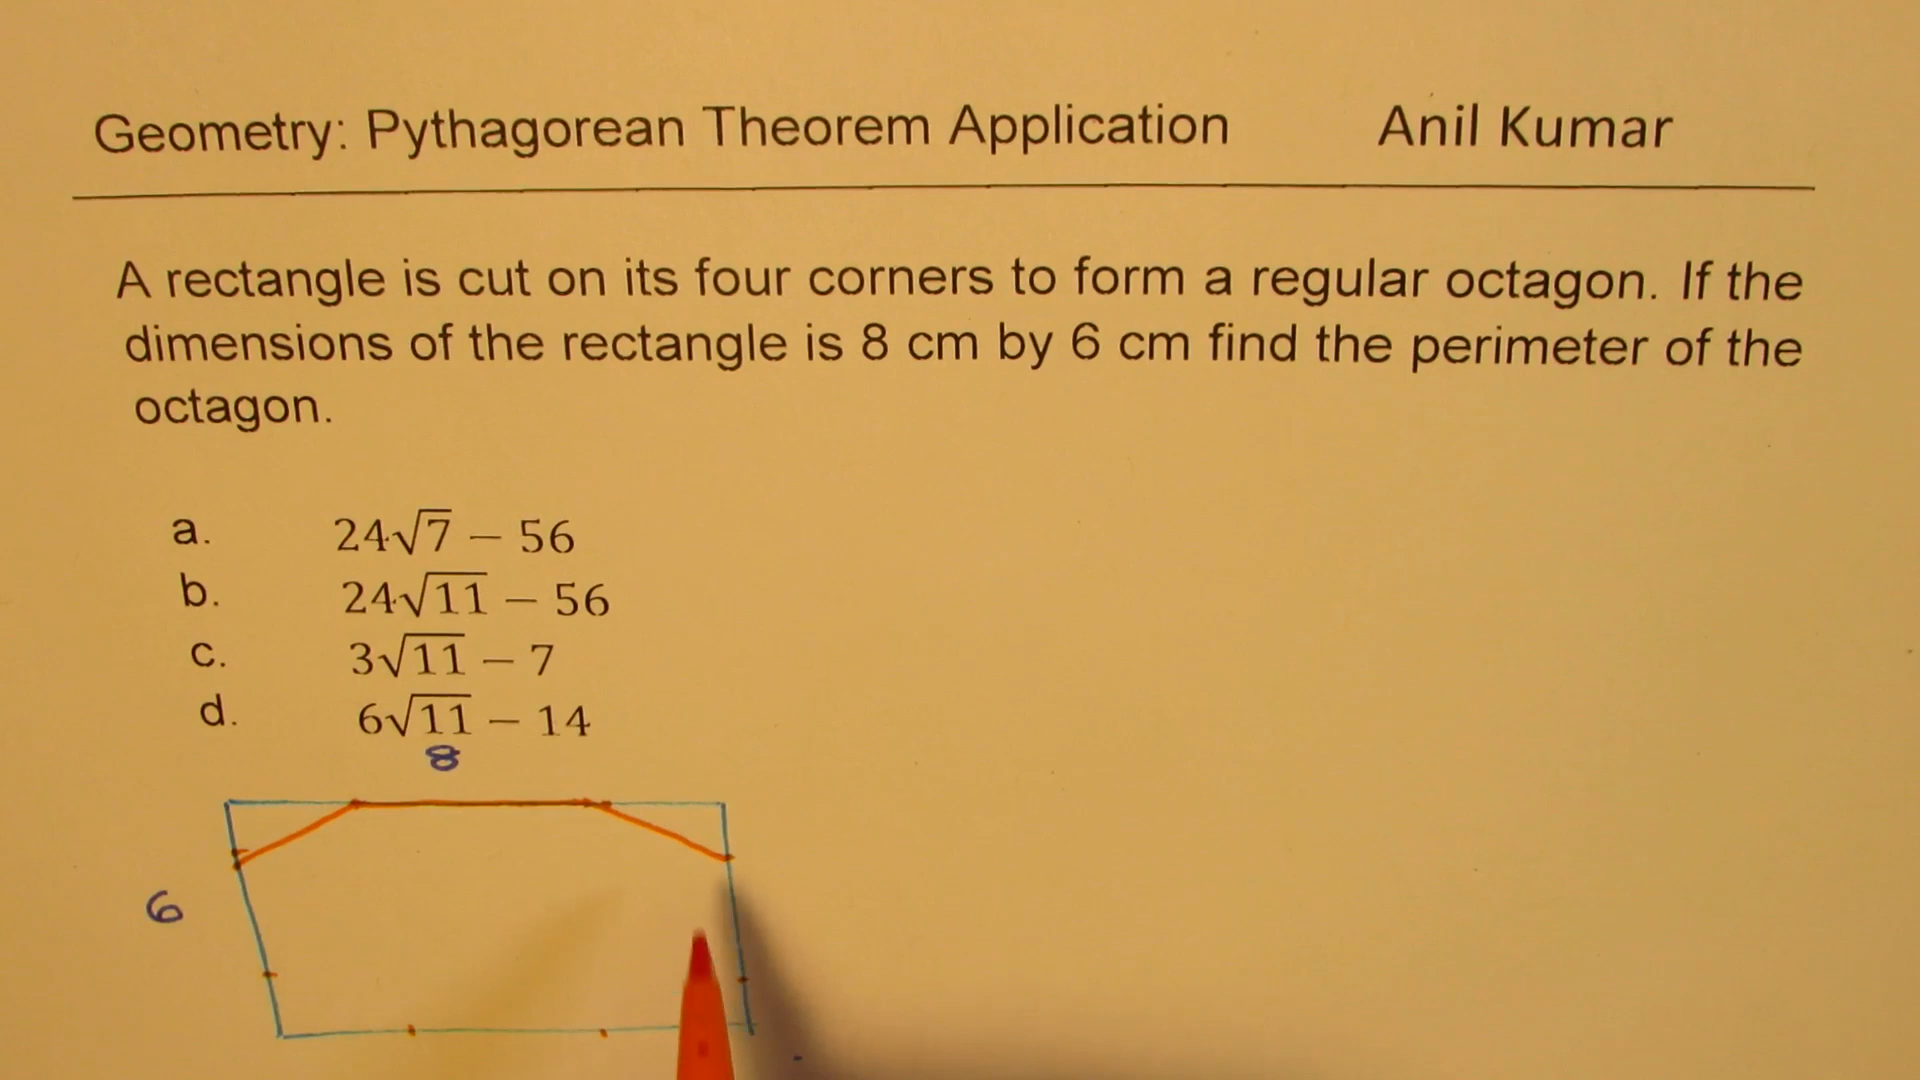 Geometry: Pythagorean Theorem Application Anil Kumar
A rectangle is cut on its four corners to form a regular octagon. If the
dimensions of the rectangle is 8 cm by 6 cm find the perimeter of the
octagon.
a. 24√7 − 56
b. 24√11 − 56
c. 3√11 − 7
d. 6√11 − 14
8
6